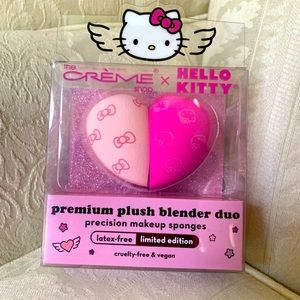 the
CRÈME x HELLO
shop KITTY®
premium plush blender duo
precision makeup sponges
latex-free limited edition
cruelty-free & vegan